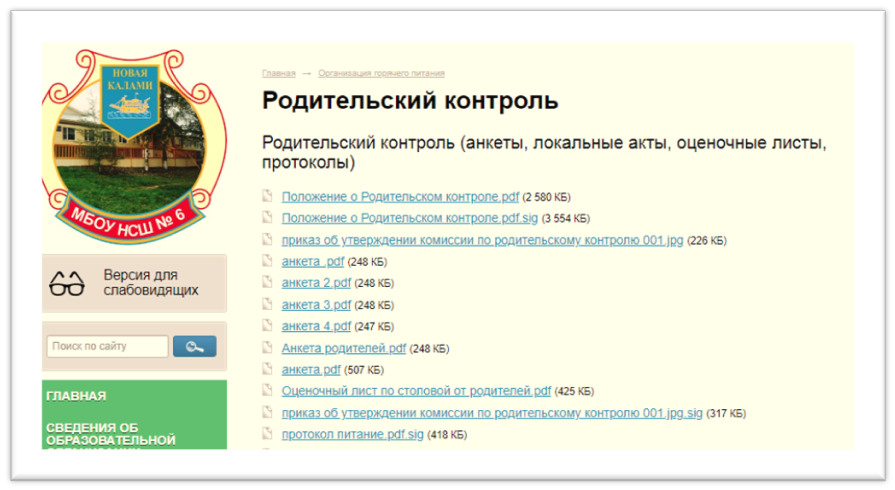 НОВАЯ
КАЛАМИ
МБОУ НСШ № 6
Версия для
слабовидящих
Поиск по сайту
ГЛАВНАЯ
СВЕДЕНИЯ ОБ
ОБРАЗОВАТЕЛЬНОЙ
Главная → Организация горячего питания
Родительский контроль
Родительский контроль (анкеты, локальные акты, оценочные листы,
протоколы)
Положение о Родительском контроле.pdf (2 580 КБ)
Положение о Родительском контроле.pdf.sig (3 554 КБ)
приказ об утверждении комиссии по родительскому контролю 001.jpg (226 КБ)
анкета .pdf (248 КБ)
анкета 2.pdf (248 КБ)
анкета 3.pdf (248 КБ)
анкета 4.pdf (247 КБ)
Анкета родителей.pdf (248 КБ)
анкета.pdf (507 КБ)
Оценочный лист по стоповой от родителей.pdf (425 КБ)
приказ об утверждении комиссии по родительскому контролю 001.jpg.sig (317 КБ)
протокол питание.pdf.sig (418 КБ)